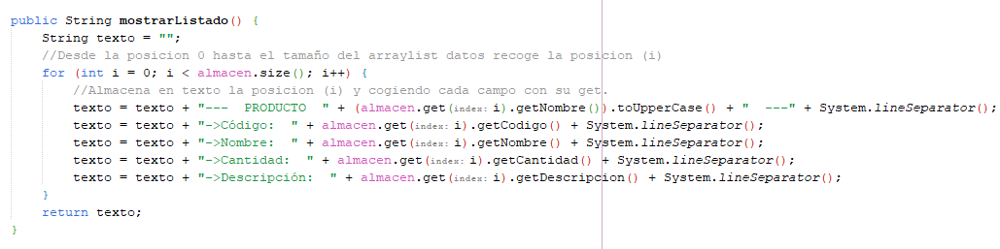 public String mostrarListado() {
String texto = "";
//Desde la posicion 0 hasta el tamaño del arraylist datos recoge la posicion (i)
for (int i = 0; i < almacen.size(); i++) {
//Almacena en texto la posicion (i) y cogiendo cada campo con su get.
texto = texto + "---  PRODUCTO  " + (almacen.get(index: i).getNombre()).toUpperCase() + "  ---" + System.lineSeparator();
texto = texto + "->Código:  " + almacen.get(index: i).getCodigo() + System.lineSeparator();
texto = texto + "->Nombre:  " + almacen.get(index: i).getNombre() + System.lineSeparator();
texto = texto + "->Cantidad:  " + almacen.get(index: i).getCantidad() + System.lineSeparator();
texto = texto + "->Descripción:  " + almacen.get(index: i).getDescripcion() + System.lineSeparator();
}
return texto;
}